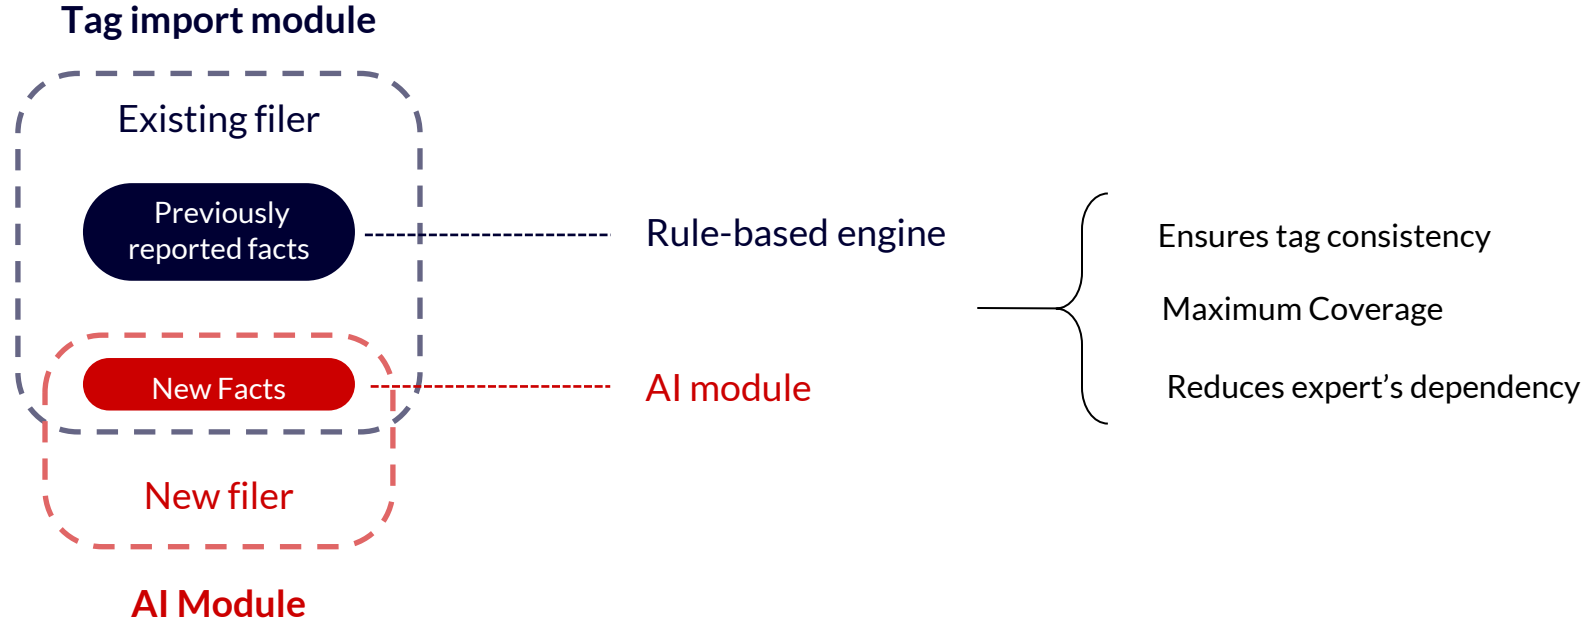 Tag import module
Existing filer
Previously
reported facts
New Facts
New filer
AI Module
Rule-based engine
AI module
Ensures tag consistency
Maximum Coverage
Reduces expert’s dependency